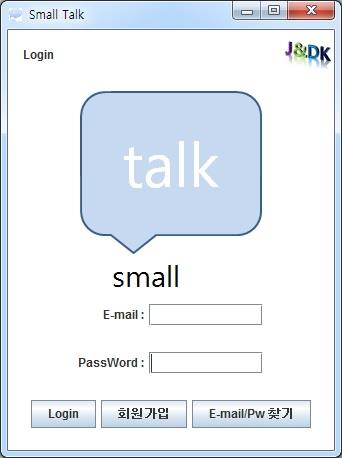 Small Talk
Login
J&DK
talk
small
E-mail :
PassWord :
Login
회원가입
E-mail/Pw 찾기